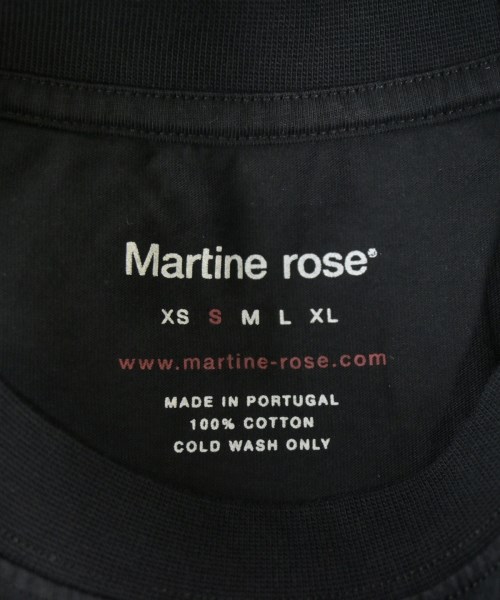 Martine rose®
XS S M L XL
www.martine-rose.com
MADE IN PORTUGAL
100% COTTON
COLD WASH ONLY